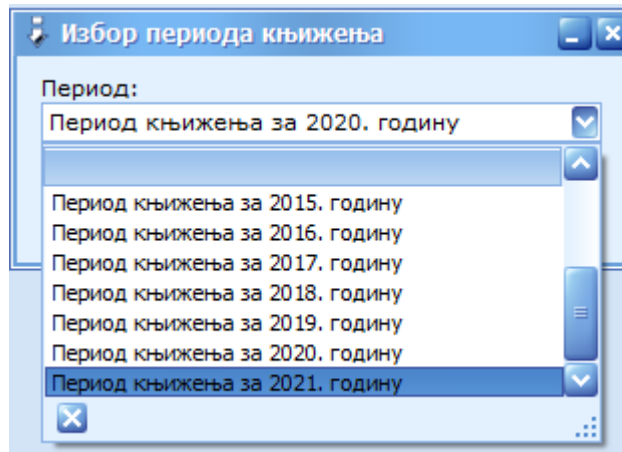 Избор периода књижења
Период:
Период књижења за 2020. годину
Период књижења за 2015. годину
Период књижења за 2016. годину
Период књижења за 2017. годину
Период књижења за 2018. годину
Период књижења за 2019. годину
Период књижења за 2020. годину
Период књижења за 2021. годину